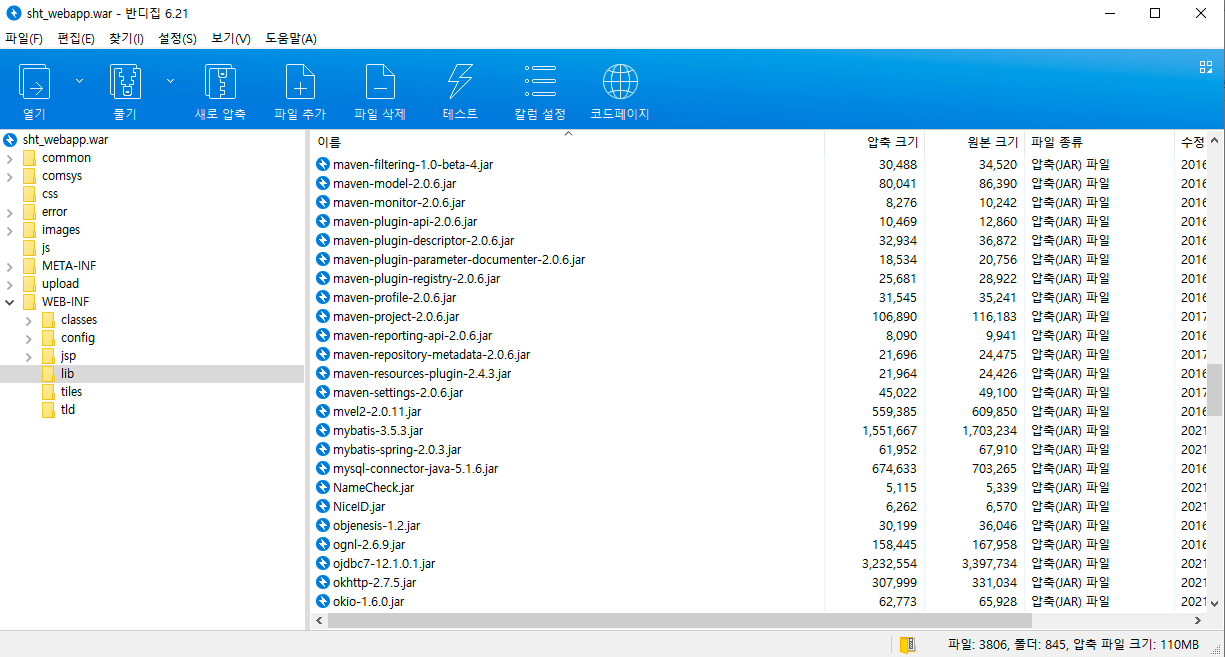 sht_webapp.war - 반디집 6.21
파일(F) 편집(E) 찾기(I) 설정(S) 보기(V) 도움말(A)
열기 풀기 새로 압축 파일 추가 파일 삭제 테스트 칼럼 설정 코드페이지
sht_webapp.war
common
comsys
css
error
images
js
META-INF
upload
WEB-INF
classes
config
jsp
lib
tiles
tld
이름 압축 크기 원본 크기 파일 종류 수정
maven-filtering-1.0-beta-4.jar 30,488 34,520 압축(JAR) 파일 2016
maven-model-2.0.6.jar 80,041 86,390 압축(JAR) 파일 2016
maven-monitor-2.0.6.jar 8,276 10,242 압축(JAR) 파일 2016
maven-plugin-api-2.0.6.jar 10,469 12,860 압축(JAR) 파일 2016
maven-plugin-descriptor-2.0.6.jar 32,934 36,872 압축(JAR) 파일 2016
maven-plugin-parameter-documenter-2.0.6.jar 18,534 20,756 압축(JAR) 파일 2016
maven-plugin-registry-2.0.6.jar 25,681 28,922 압축(JAR) 파일 2016
maven-profile-2.0.6.jar 31,545 35,241 압축(JAR) 파일 2016
maven-project-2.0.6.jar 106,890 116,183 압축(JAR) 파일 2017
maven-reporting-api-2.0.6.jar 8,090 9,941 압축(JAR) 파일 2016
maven-repository-metadata-2.0.6.jar 21,696 24,475 압축(JAR) 파일 2017
maven-resources-plugin-2.4.3.jar 21,964 24,426 압축(JAR) 파일 2016
maven-settings-2.0.6.jar 45,022 49,100 압축(JAR) 파일 2017
mvel2-2.0.11.jar 559,385 609,850 압축(JAR) 파일 2016
mybatis-3.5.3.jar 1,551,667 1,703,234 압축(JAR) 파일 2021
mybatis-spring-2.0.3.jar 61,952 67,910 압축(JAR) 파일 2021
mysql-connector-java-5.1.6.jar 674,633 703,265 압축(JAR) 파일 2016
NameCheck.jar 5,115 5,339 압축(JAR) 파일 2021
NiceID.jar 6,262 6,570 압축(JAR) 파일 2021
objenesis-1.2.jar 30,199 36,046 압축(JAR) 파일 2016
ognl-2.6.9.jar 158,445 167,958 압축(JAR) 파일 2016
ojdbc7-12.1.0.1.jar 3,232,554 3,397,734 압축(JAR) 파일 2021
okhttp-2.7.5.jar 307,999 331,034 압축(JAR) 파일 2021
okio-1.6.0.jar 62,773 65,928 압축(JAR) 파일 2021
파일: 3806, 폴더: 845, 압축 파일 크기: 110MB